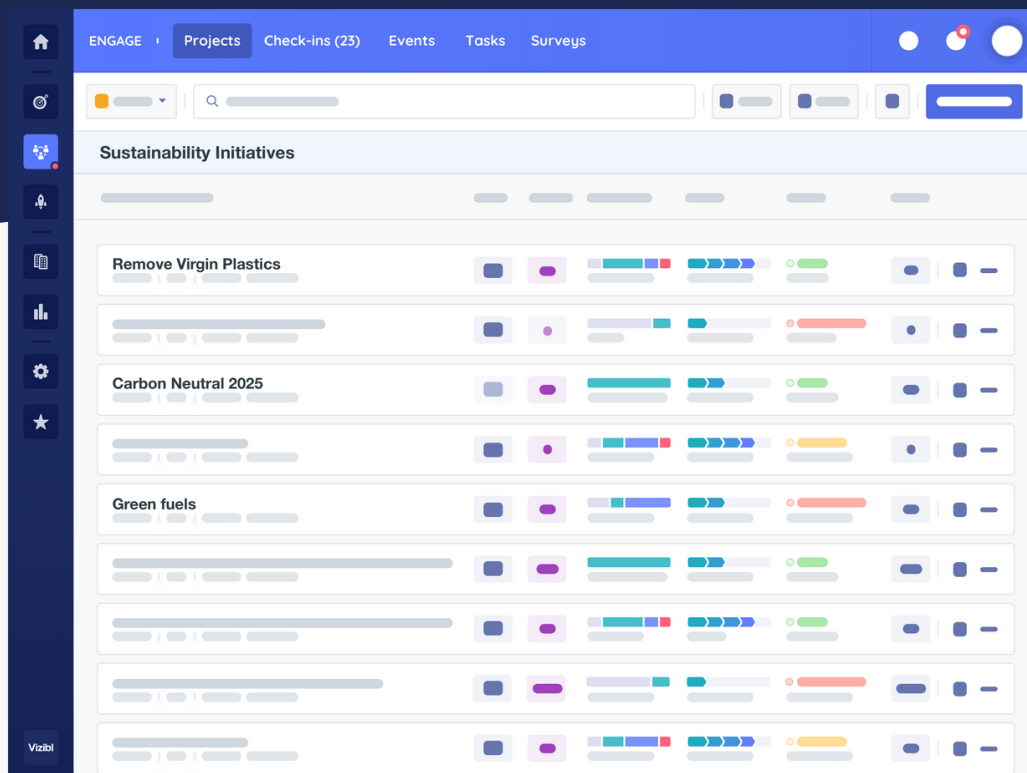 ENGAGE Projects Check-ins (23) Events Tasks Surveys
Sustainability Initiatives
Remove Virgin Plastics
Carbon Neutral 2025
Green fuels
Vizibl